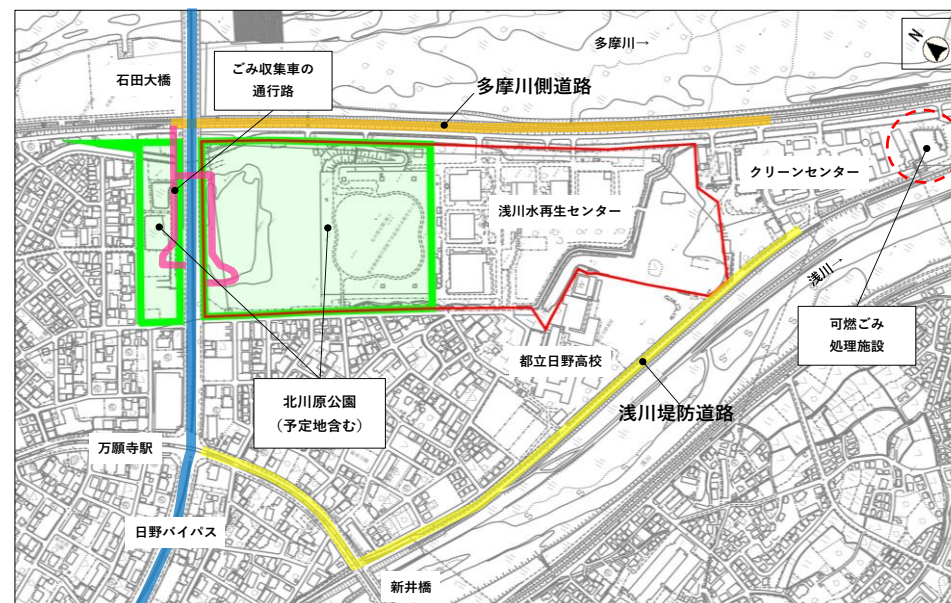 多摩川→
N
石田大橋
ごみ収集車の
通行路
多摩川側道路
クリーンセンター
浅川水再生センター
浅川→
可燃ごみ
処理施設
都立日野高校
北川原公園
（予定地含む）
浅川堤防道路
万願寺駅
日野バイパス
新井橋